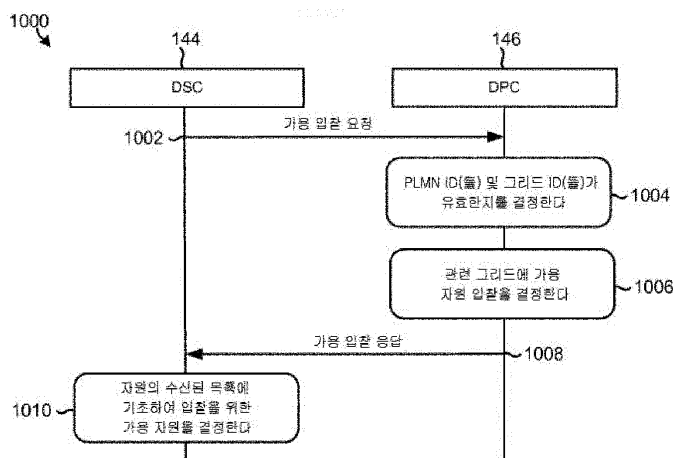 1000
144
146
DSC
DPC
가용 입찰 요청
1002
PLMN ID(들) 및 그리드 ID(들)가
유효한지를 결정한다
1004
관련 그리드에 가용
자원 입찰을 결정한다
1006
가용 입찰 응답
1008
자원의 수신된 목록에
기초하여 입찰을 위한
가용 자원을 결정한다
1010